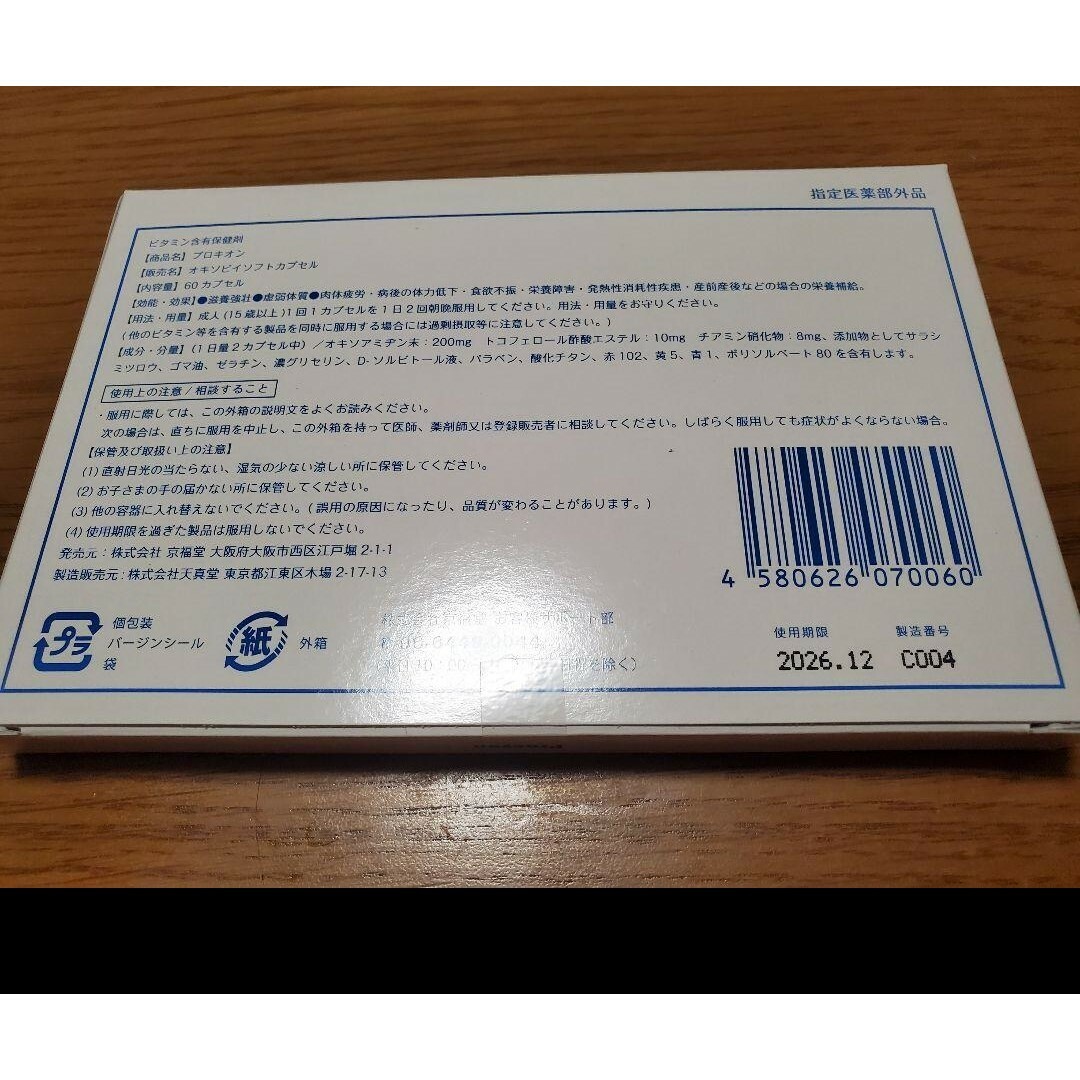 指定医薬部外品
ビタミン含有保健剤
【商品名】プロキオン
【販売名】オキソピイソフトカプセル
【内容量】60カプセル
【効能・効果】●滋養強壮●虚弱体質●肉体疲労・病後の体力低下・食欲不振・栄養障害・発熱性消耗性疾患・産前産後などの場合の栄養補給。
【用法・用量】成人(15歳以上)1回1カプセルを1日2回朝晩服用してください。用法・用量をお守りください。
(他のビタミン等を含有する製品を同時に服用する場合には過剰摂取等に注意してください。)
【成分・分量】(1日量2カプセル中)/オキソアミヂン末:200mg トコフェロール酢酸エステル:10mg チアミン硝化物:8mg、添加物としてサラシ
ミツロウ、ゴマ油、ゼラチン、濃グリセリン、D-ソルビトール液、パラベン、酸化チタン、赤102、黄5、青1、ポリソルベート80を含有します。
使用上の注意/相談すること
・服用に際しては、この外箱の説明文をよくお読みください。
次の場合は、直ちに服用を中止し、この外箱を持って医師、薬剤師又は登録販売者に相談してください。しばらく服用しても症状がよくならない場合。
【保管及び取扱い上の注意】
(1)直射日光の当たらない、湿気の少ない涼しい所に保管してください。
(2)お子さまの手の届かない所に保管してください。
(3)他の容器に入れ替えないでください。(誤用の原因になったり、品質が変わることがあります。)
(4)使用期限を過ぎた製品は服用しないでください。
発売元:株式会社 京福堂 大阪府大阪市西区江戸堀2-1-1
製造販売元:株式会社天真堂 東京都江東区木場2-17-13
4 580626 070060
プラ
個包装
バージンシール
袋
紙
外箱
株式会社京福堂 お客様サポート部
を除く)
使用期限 製造番号
2026.12 C004